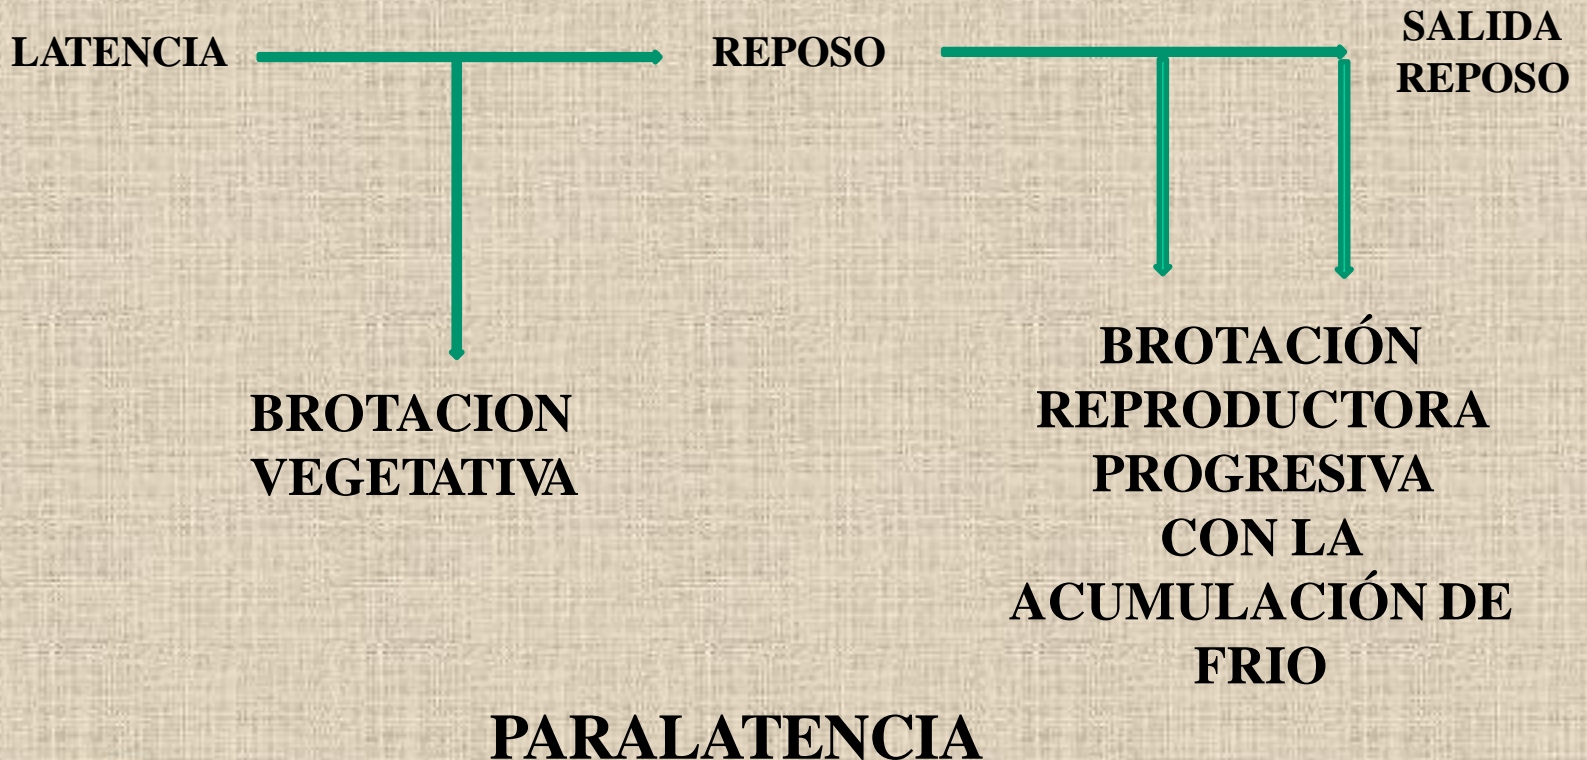 LATENCIA
REPOSO
SALIDA
REPOSO
BROTACION
VEGETATIVA
BROTACIÓN
REPRODUCTORA
PROGRESIVA
CON LA
ACUMULACIÓN DE
FRIO
PARALATENCIA